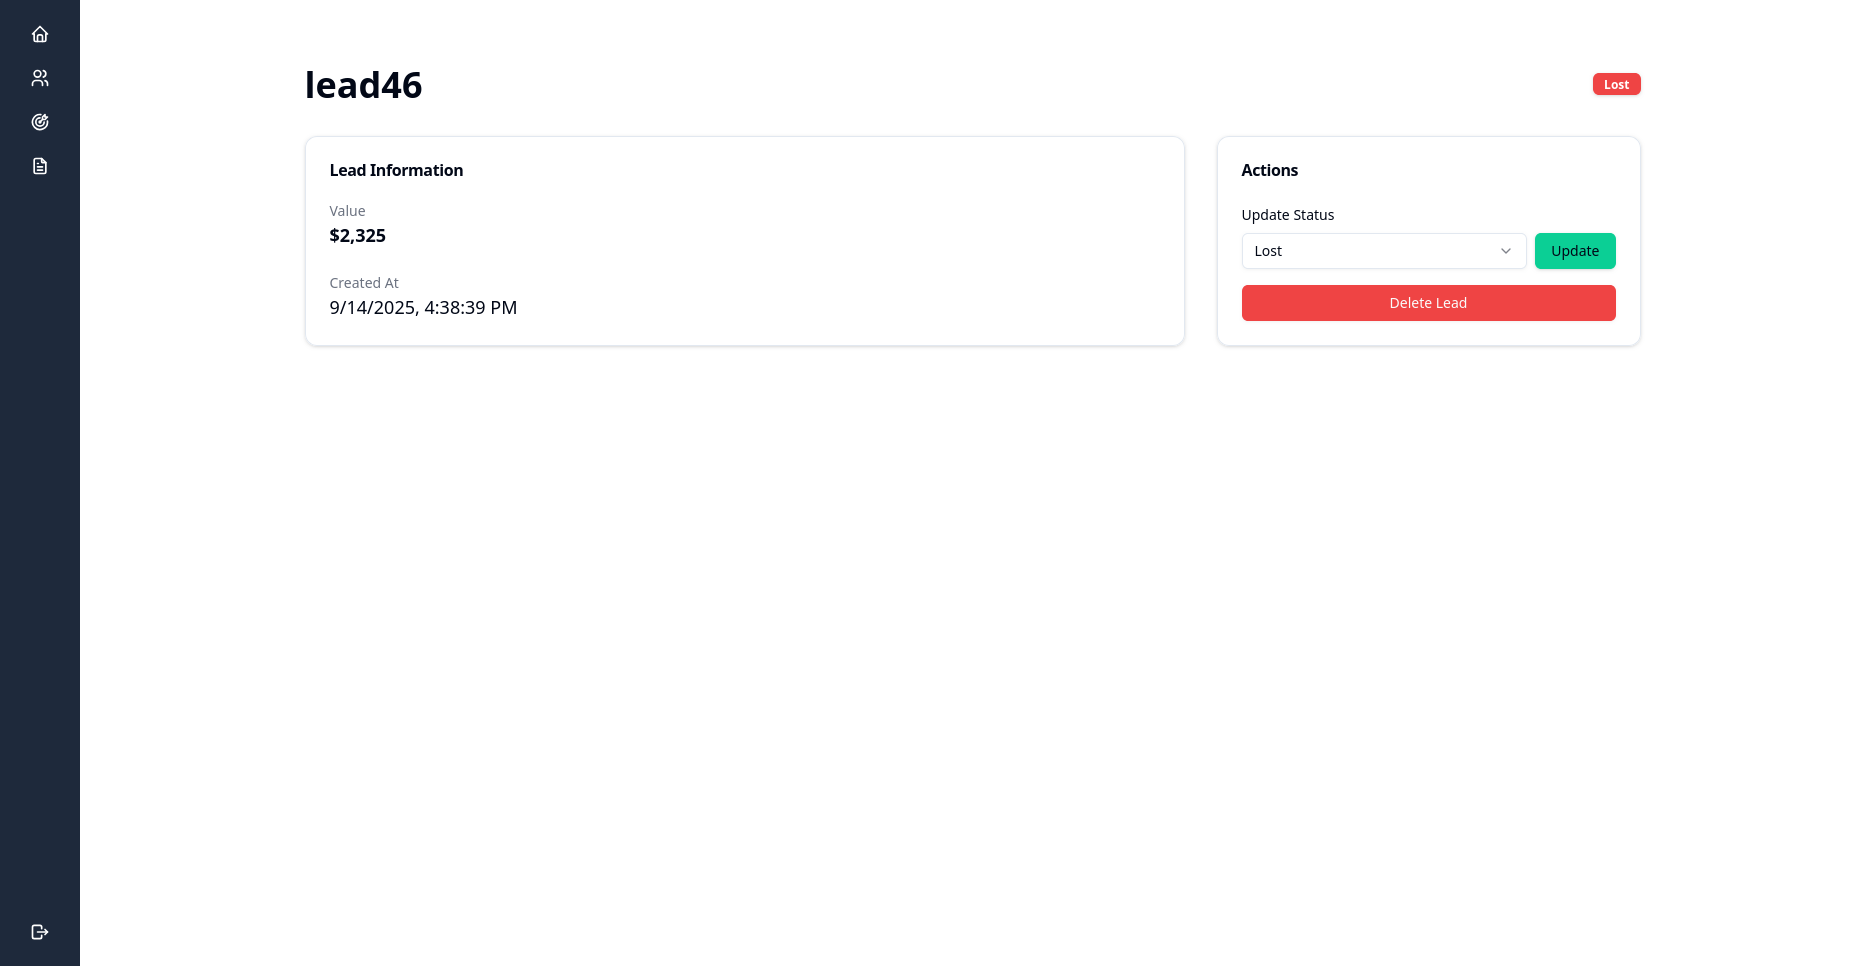 lead46
Lost
Lead Information
Value
$2,325
Created At
9/14/2025, 4:38:39 PM
Actions
Update Status
Lost
Update
Delete Lead